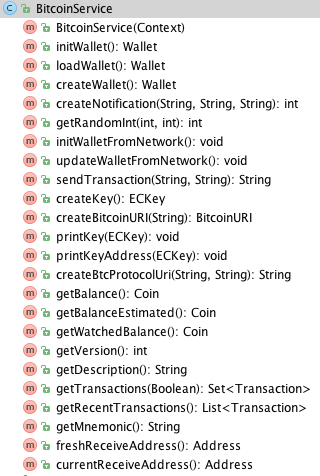 C BitcoinService
m BitcoinService(Context)
m initWallet(): Wallet
m loadWallet(): Wallet
m createWallet(): Wallet
m createNotification(String, String, String): int
m getRandomInt(int, int): int
m initWalletFromNetwork(): void
m updateWalletFromNetwork(): void
m sendTransaction(String, String): String
m createKey(): ECKey
m createBitcoinURI(String): BitcoinURI
m printKey(ECKey): void
m printKeyAddress(ECKey): void
m createBtcProtocolUri(String, String): String
m getBalance(): Coin
m getBalanceEstimated(): Coin
m getWatchedBalance(): Coin
m getVersion(): int
m getDescription(): String
m getTransactions(Boolean): Set<Transaction>
m getRecentTransactions(): List<Transaction>
m getMnemonic(): String
m freshReceiveAddress(): Address
m currentReceiveAddress(): Address